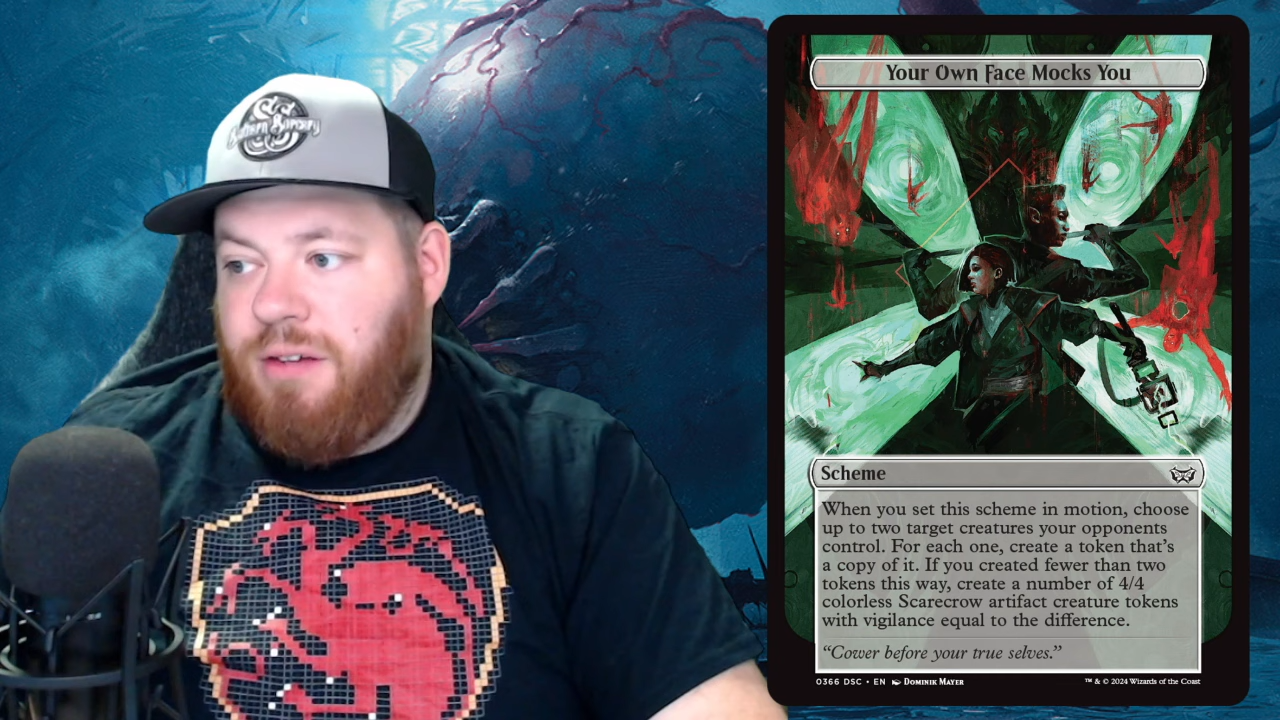 Southern Sorcery
Your Own Face Mocks You
Scheme
When you set this scheme in motion, choose
up to two target creatures your opponents
control. For each one, create a token that's
a copy of it. If you created fewer than two
tokens this way, create a number of 4/4
colorless Scarecrow artifact creature tokens
with vigilance equal to the difference.
“Cover before your true selves.”
0366 DSC • EN Dominik Mayer
™ & © 2024 Wizards of the Coast